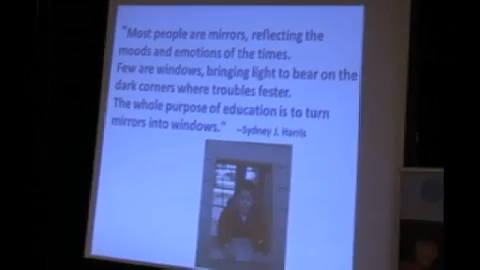 "Most people are mirrors, reflecting the
moods and emotions of the times.
Few are windows, bringing light to bear on the
dark corners where troubles fester.
The whole purpose of education is to turn
mirrors into windows." ~Sydney J. Harris